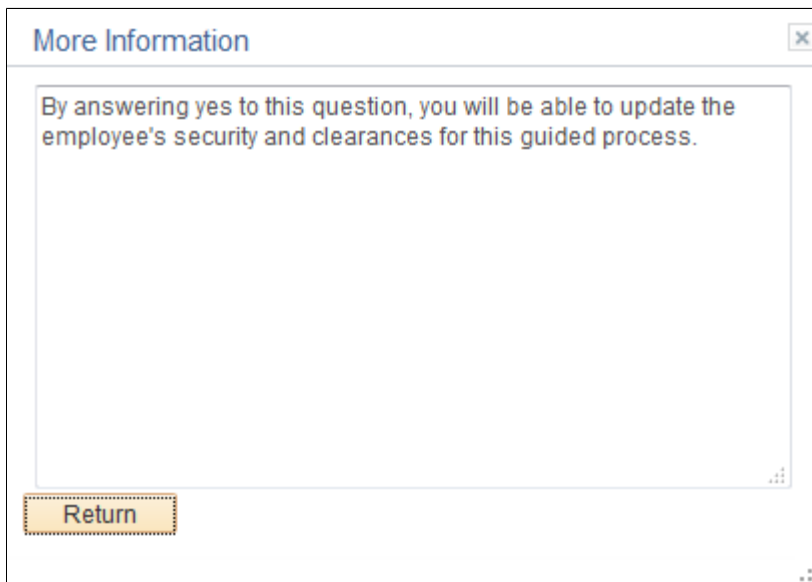 More Information
By answering yes to this question, you will be able to update the
employee's security and clearances for this guided process.
Return